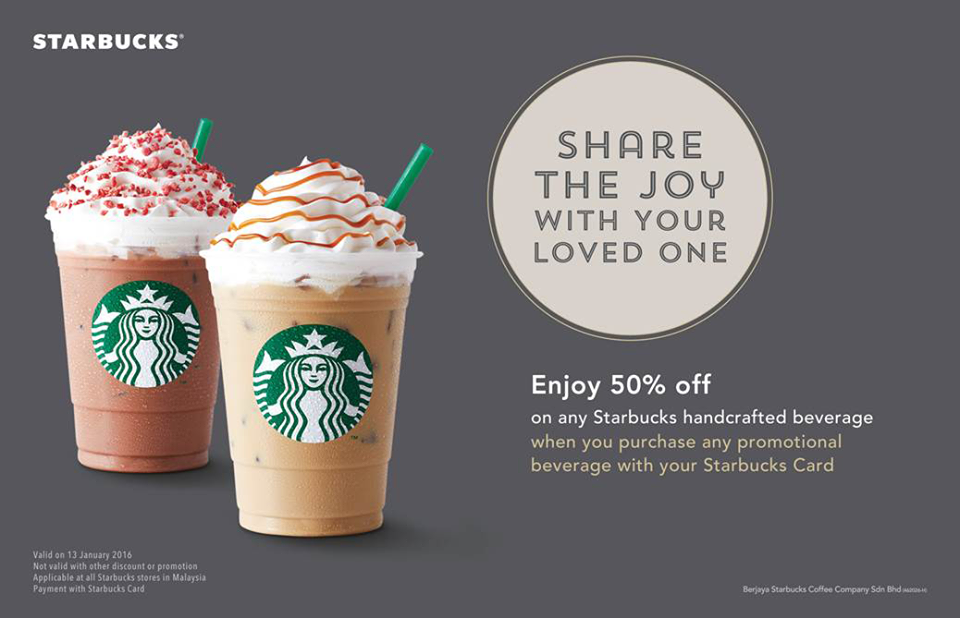 STARBUCKS®
SHARE
THE JOY
WITH YOUR
LOVED ONE
Enjoy 50% off
on any Starbucks handcrafted beverage
when you purchase any promotional
beverage with your Starbucks Card
Valid on 13 January 2016
Not valid with other discount or promotion
Applicable at all Starbucks stores in Malaysia
Payment with Starbucks Card
Berjaya Starbucks Coffee Company Sdn Bhd